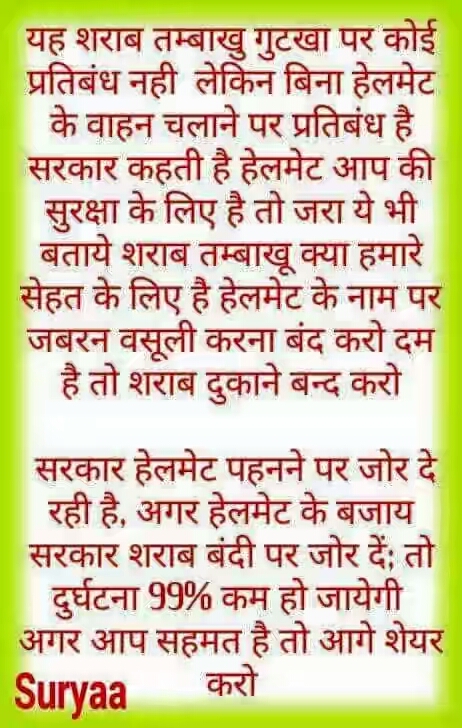 यह शराब तम्बाखु गुटखा पर कोई
प्रतिबंध नही लेकिन बिना हेलमेट
के वाहन चलाने पर प्रतिबंध है
सरकार कहती है हेलमेट आप की
सुरक्षा के लिए है तो जरा ये भी
बताये शराब तम्बाखू क्या हमारे
सेहत के लिए है हेलमेट के नाम पर
जबरन वसूली करना बंद करो दम
है तो शराब दुकाने बन्द करो
सरकार हेलमेट पहनने पर जोर दे
रही है, अगर हेलमेट के बजाय
सरकार शराब बंदी पर जोर दें; तो
दुर्घटना 99% कम हो जायेगी
अगर आप सहमत है तो आगे शेयर
करो
Suryaa